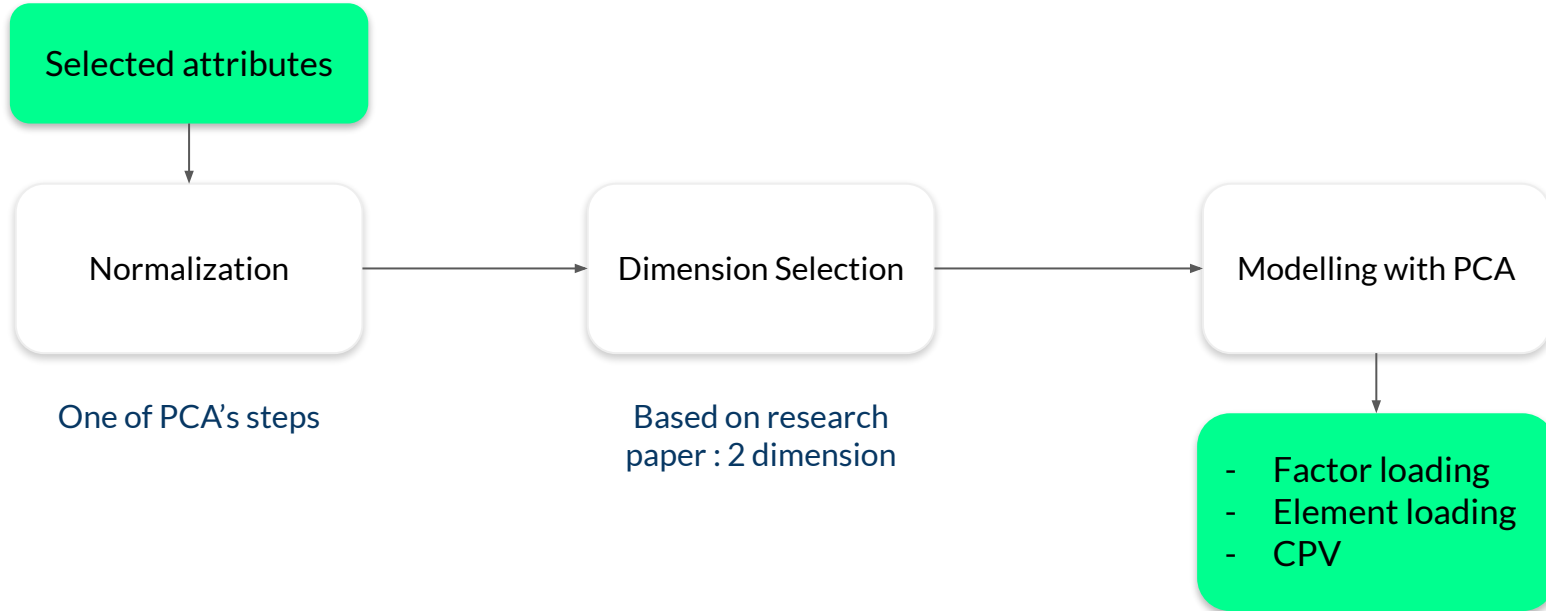 Selected attributes
Normalization
Dimension Selection
Modelling with PCA
One of PCA’s steps
Based on research
paper : 2 dimension
- Factor loading
- Element loading
- CPV